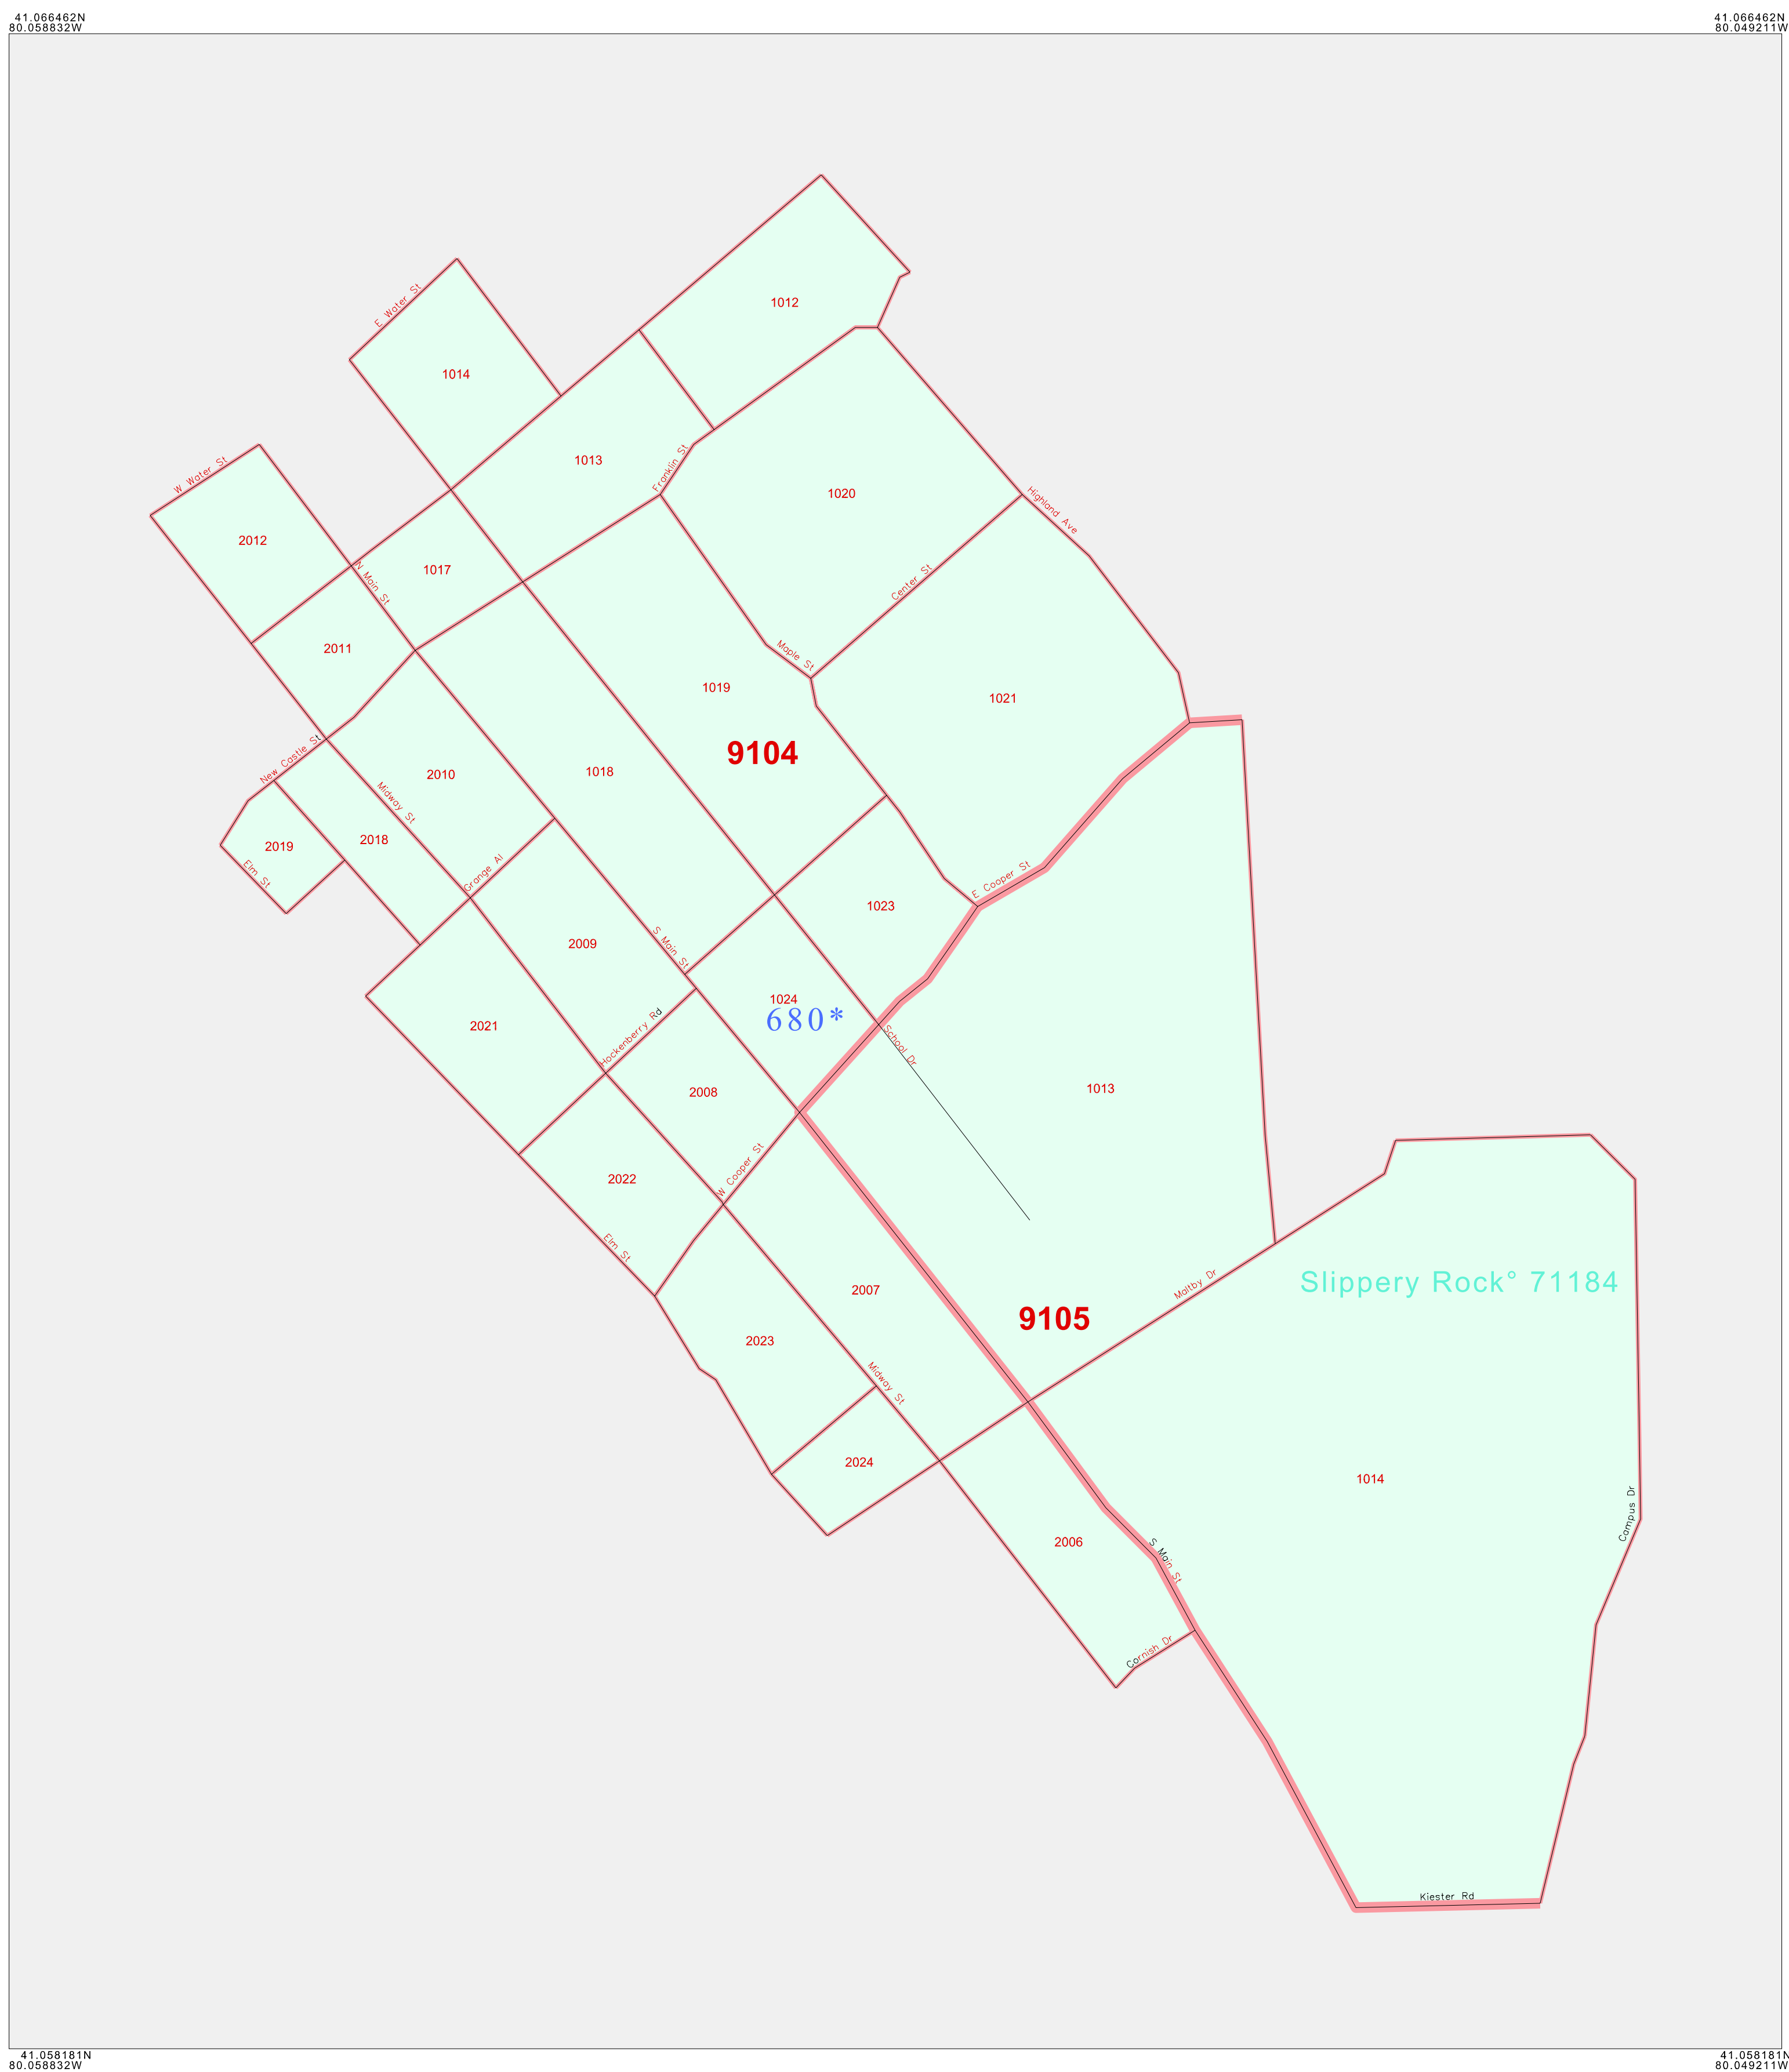 41.066462N
80.058832W
41.066462N
80.049211W
1012
E Water St
1014
1013
Franklin St
1020
W Water St
Highland Ave
2012
1017
N Main St
Center St
2011
Maple St
1019
1021
New Castle St
9104
1018
2010
Midway St
2018
2019
Elm St
Grange Al
E Cooper St
1023
2009
S Main St
1024
680*
2021
Hockenberry Rd
School Dr
1013
2008
W Cooper St
2022
Elm St
Maltby Dr
Slippery Rock° 71184
2007
9105
2023
Midway St
2024
1014
Campus Dr
2006
S Main St
Cornish Dr
Kiester Rd
41.058181N
80.058832W
41.058181N
80.049211W